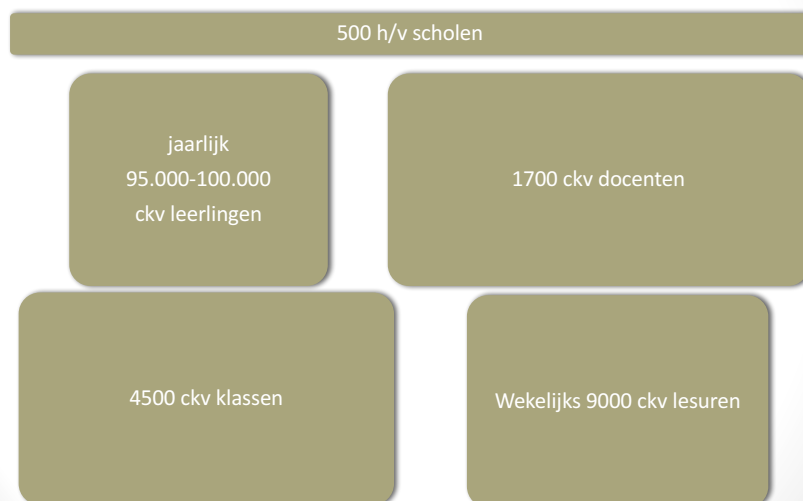 500 h/v scholen
jaarlijk
95.000-100.000
ckv leerlingen
1700 ckv docenten
4500 ckv klassen
Wekelijks 9000 ckv lesuren